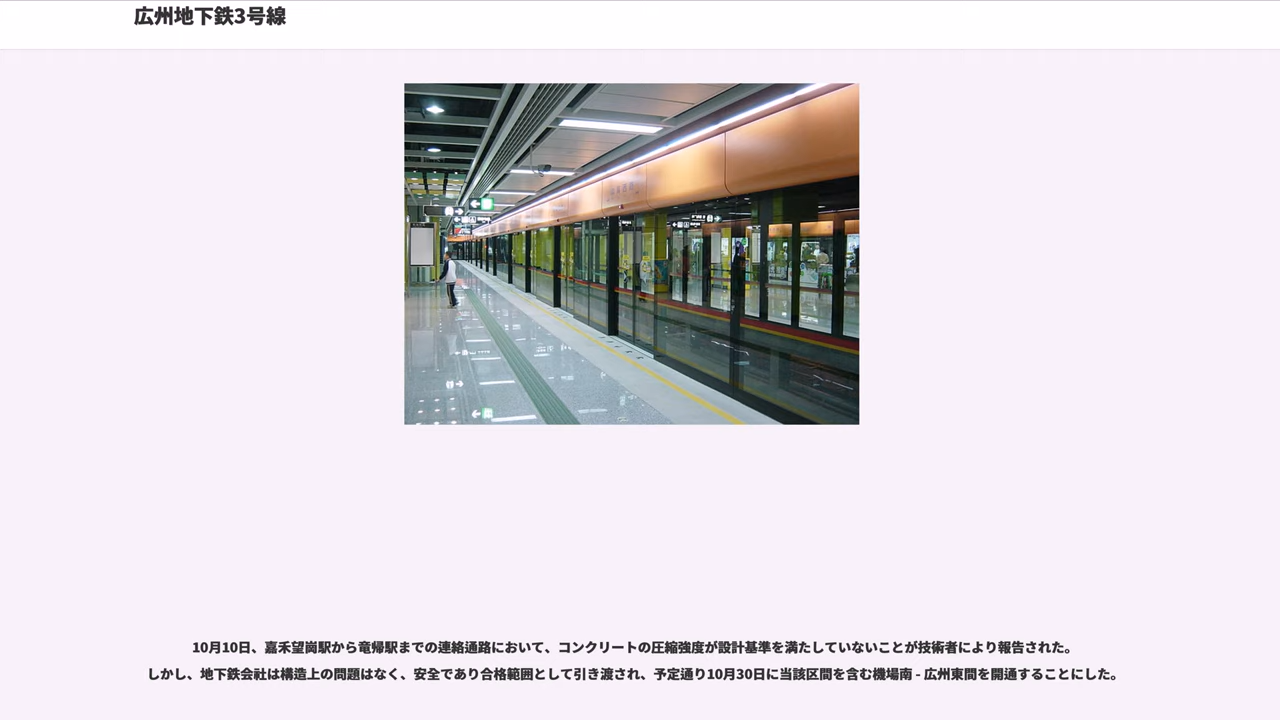 広州地下鉄3号線
10月10日、嘉禾望崗駅から竜帰駅までの連絡通路において、コンクリートの圧縮強度が設計基準を満たしていないことが技術者により報告された。
しかし、地下鉄会社は構造上の問題はなく、安全であり合格範囲として引き渡され、予定通り10月30日に当該区間を含む機場南 - 広州東間を開通することにした。